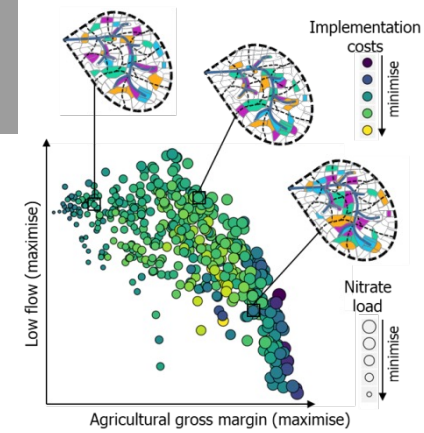 Implementation
costs
minimise
Low flow (maximise)
Nitrate
load
minimise
Agricultural gross margin (maximise)